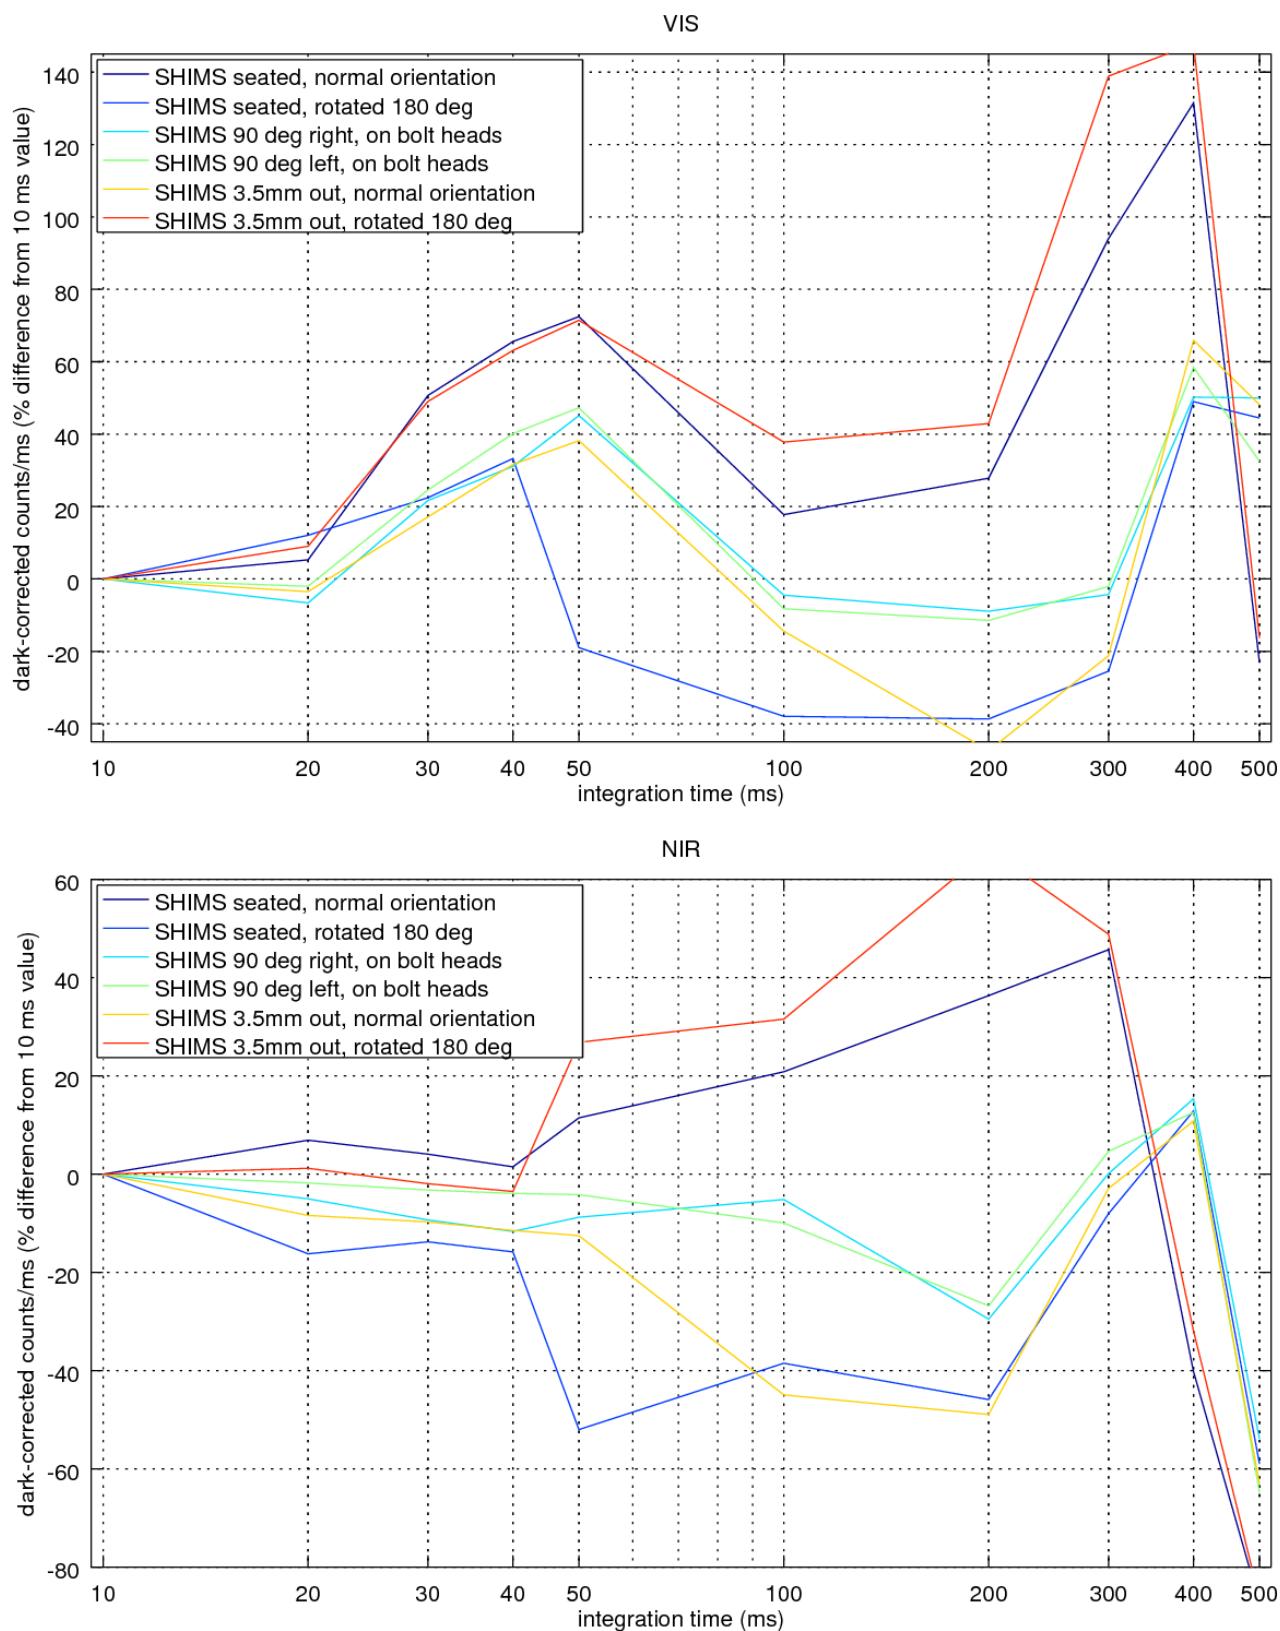 VIS
dark-corrected counts/ms (% difference from 10 ms value)
140
120
100
80
60
40
20
0
-20
-40
SHIMS seated, normal orientation
SHIMS seated, rotated 180 deg
SHIMS 90 deg right, on bolt heads
SHIMS 90 deg left, on bolt heads
SHIMS 3.5mm out, normal orientation
SHIMS 3.5mm out, rotated 180 deg
10 20 30 40 50 100 200 300 400 500
integration time (ms)
NIR
dark-corrected counts/ms (% difference from 10 ms value)
60
40
20
0
-20
-40
-60
-80
SHIMS seated, normal orientation
SHIMS seated, rotated 180 deg
SHIMS 90 deg right, on bolt heads
SHIMS 90 deg left, on bolt heads
SHIMS 3.5mm out, normal orientation
SHIMS 3.5mm out, rotated 180 deg
10 20 30 40 50 100 200 300 400 500
integration time (ms)